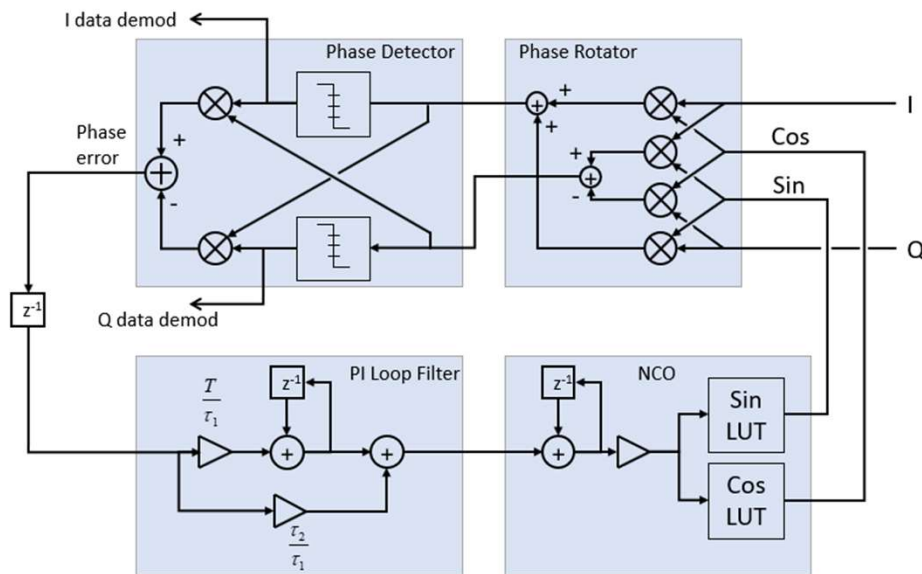 I data demod
Phase Detector
Phase Rotator
+
+
+
I
Phase
error
+
+
-
Cos
+
+
-
Sin
Q
Q data demod
z⁻¹
PI Loop Filter
NCO
T
τ₁
z⁻¹
z⁻¹
Sin
LUT
+
+
+
Cos
LUT
τ₂
τ₁